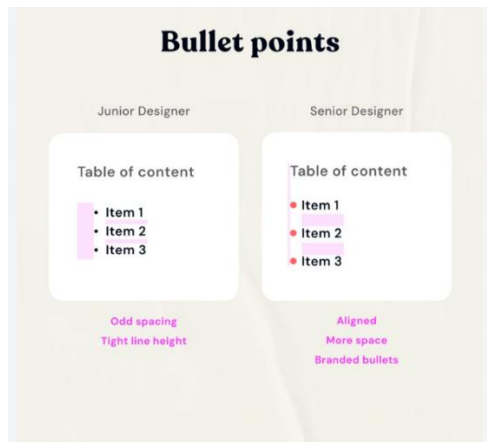 Bullet points
Junior Designer
Table of content
• Item 1
• Item 2
• Item 3
Odd spacing
Tight line height
Senior Designer
Table of content
• Item 1
• Item 2
• Item 3
Aligned
More space
Branded bullets